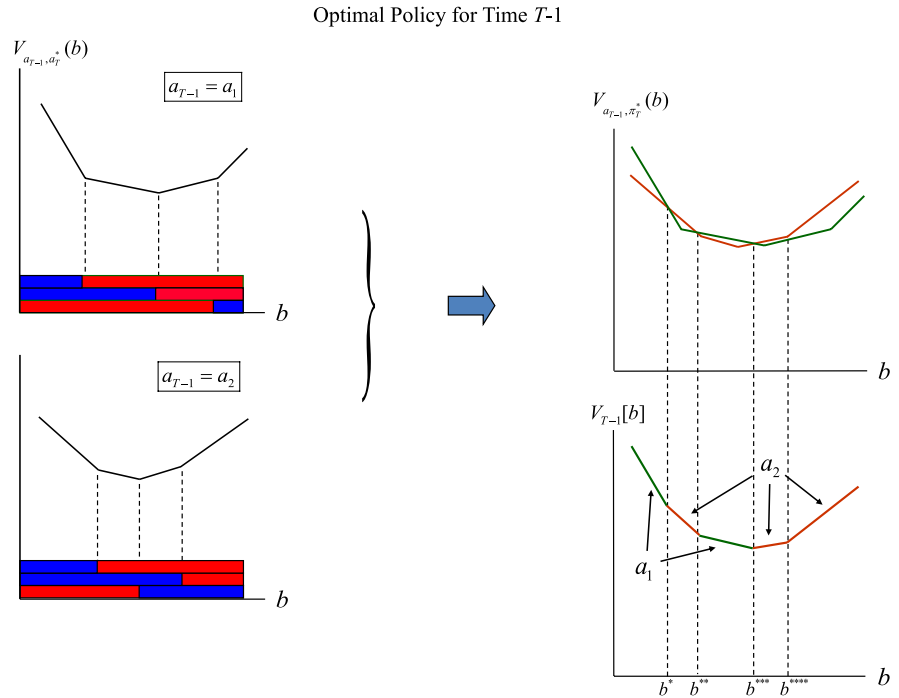 Optimal Policy for Time T-1
V_{a_{T-1}, a_T^*}(b)
a_{T-1} = a_1
b
a_{T-1} = a_2
b
V_{a_{T-1}, π_T^*}(b)
b
V_{T-1}[b]
a_2
a_1
b^* b^{**} b^{***} b^{****} b